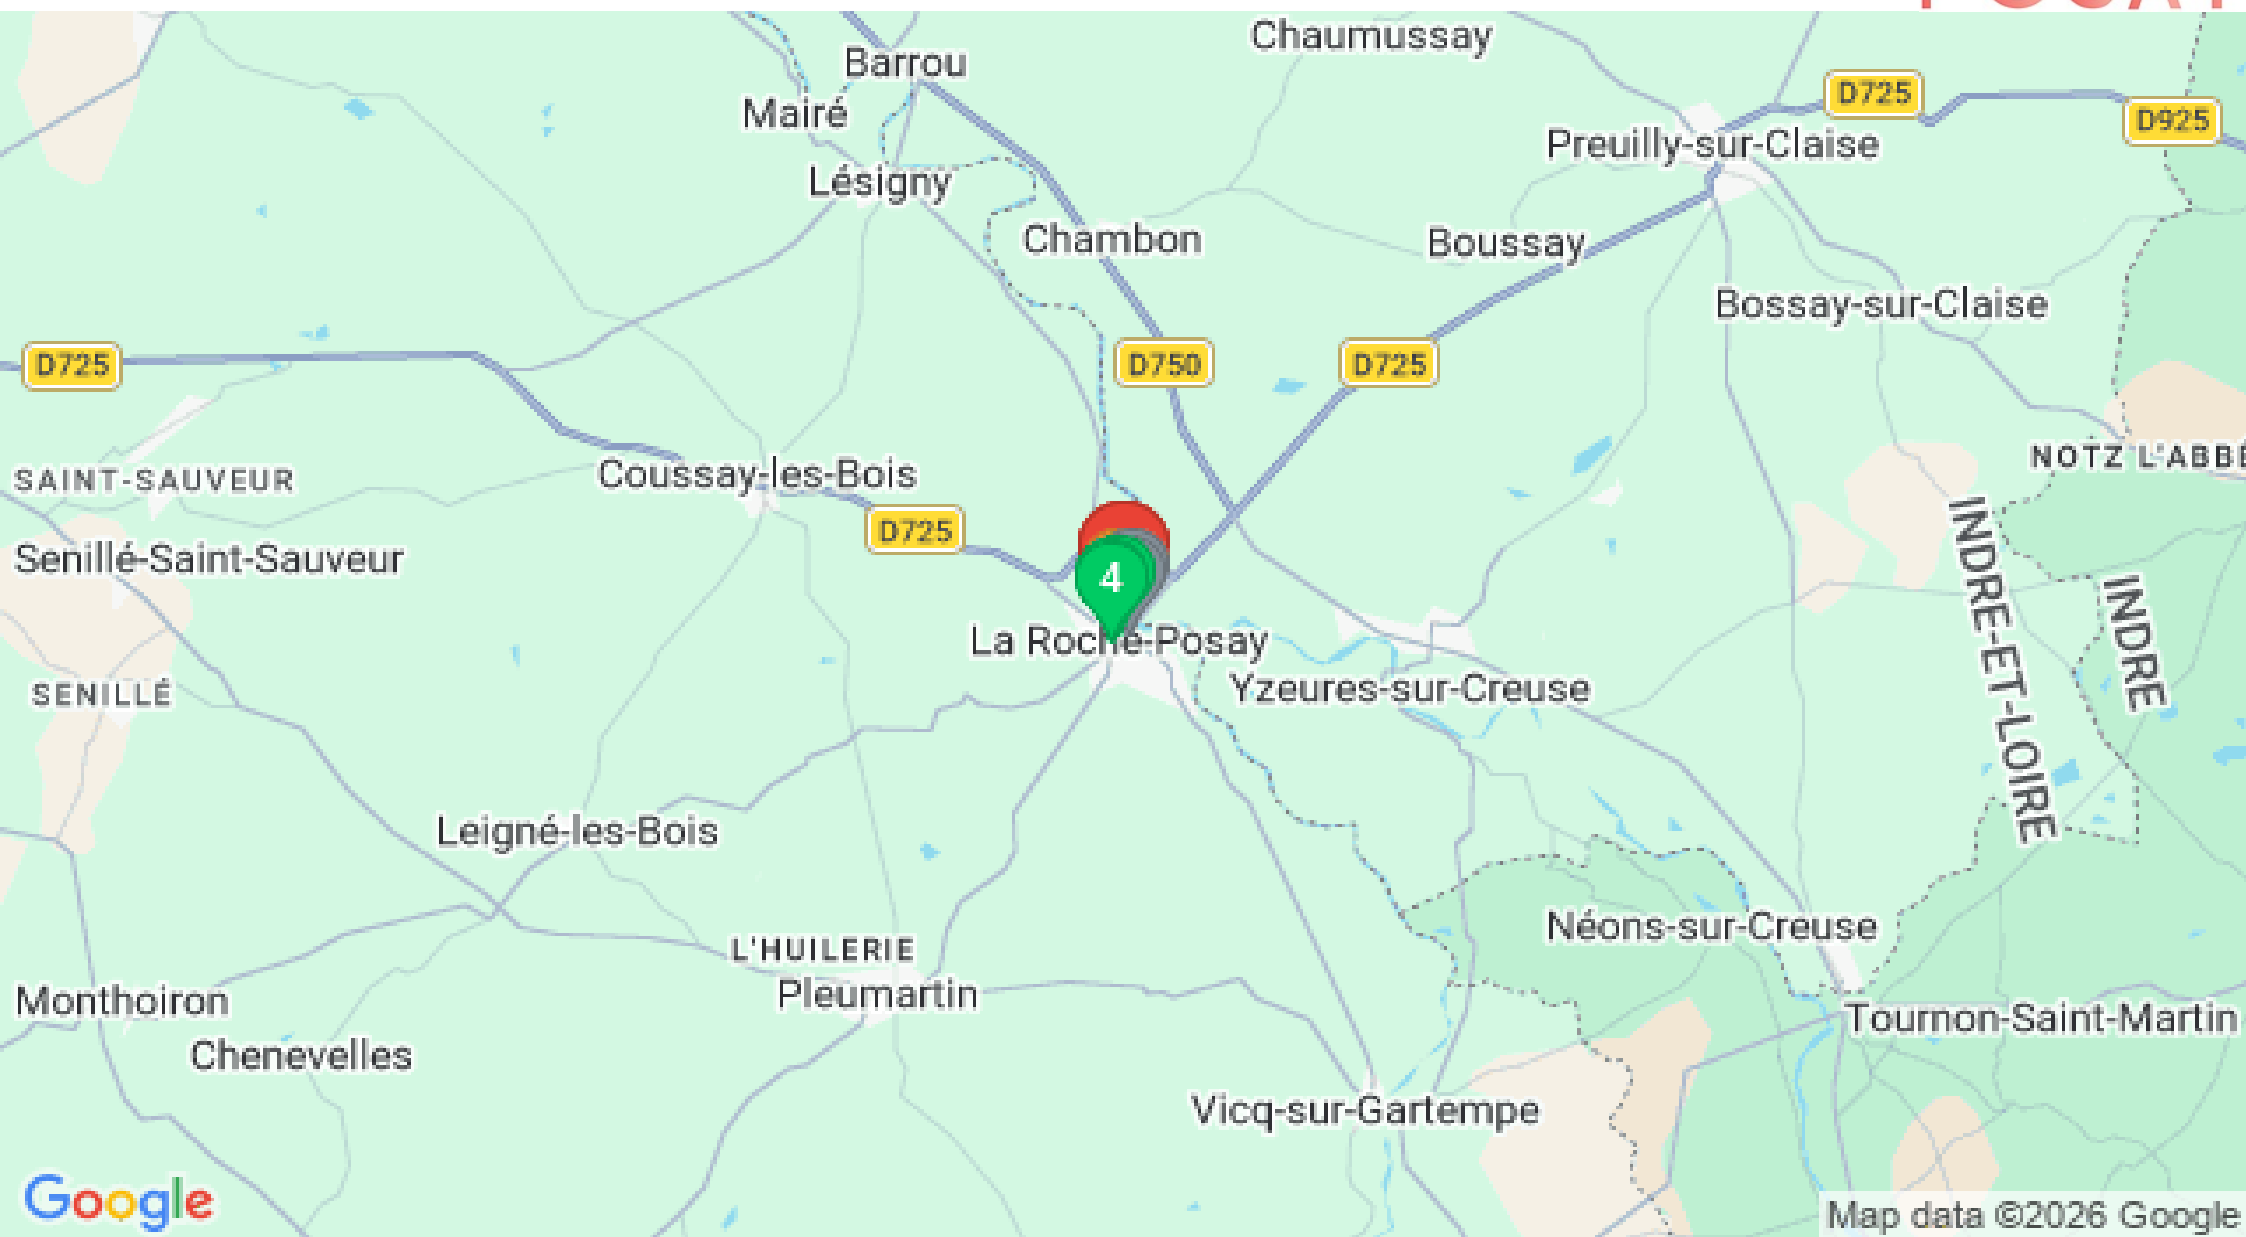 Chaumussay
Barrou
D725
Mairé
D925
Preuilly-sur-Claise
Lésigny
Chambon
Boussay
Bossay-sur-Claise
D725
D750
D725
NOTZ L'ABBÉ
SAINT-SAUVEUR
Coussay-les-Bois
D725
Senillé-Saint-Sauveur
4
INDRE-ET-LOIRE
INDRE
La Roche-Posay
SENILLÉ
Yzeures-sur-Creuse
Leigné-les-Bois
Néons-sur-Creuse
L'HUILERIE
Pleumartin
Monthoiron
Tournon-Saint-Martin
Chenevelles
Vicq-sur-Gartempe
Google
Map data ©2026 Google